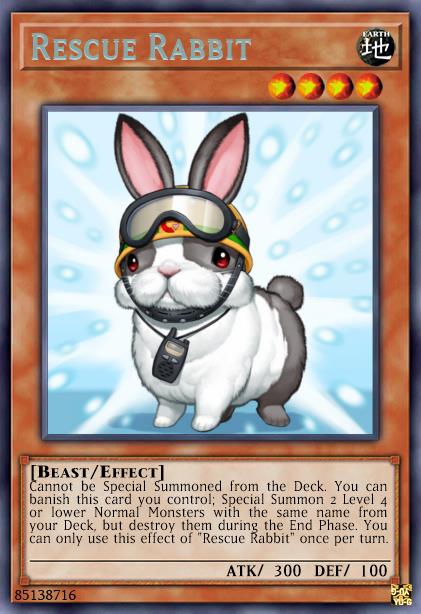 RESCUE RABBIT
EARTH
地
[BEAST/EFFECT]
Cannot be Special Summoned from the Deck. You can
banish this card you control; Special Summon 2 Level 4
or lower Normal Monsters with the same name from
your Deck, but destroy them during the End Phase. You
can only use this effect of "Rescue Rabbit" once per turn.
ATK/ 300 DEF/ 100
85138716